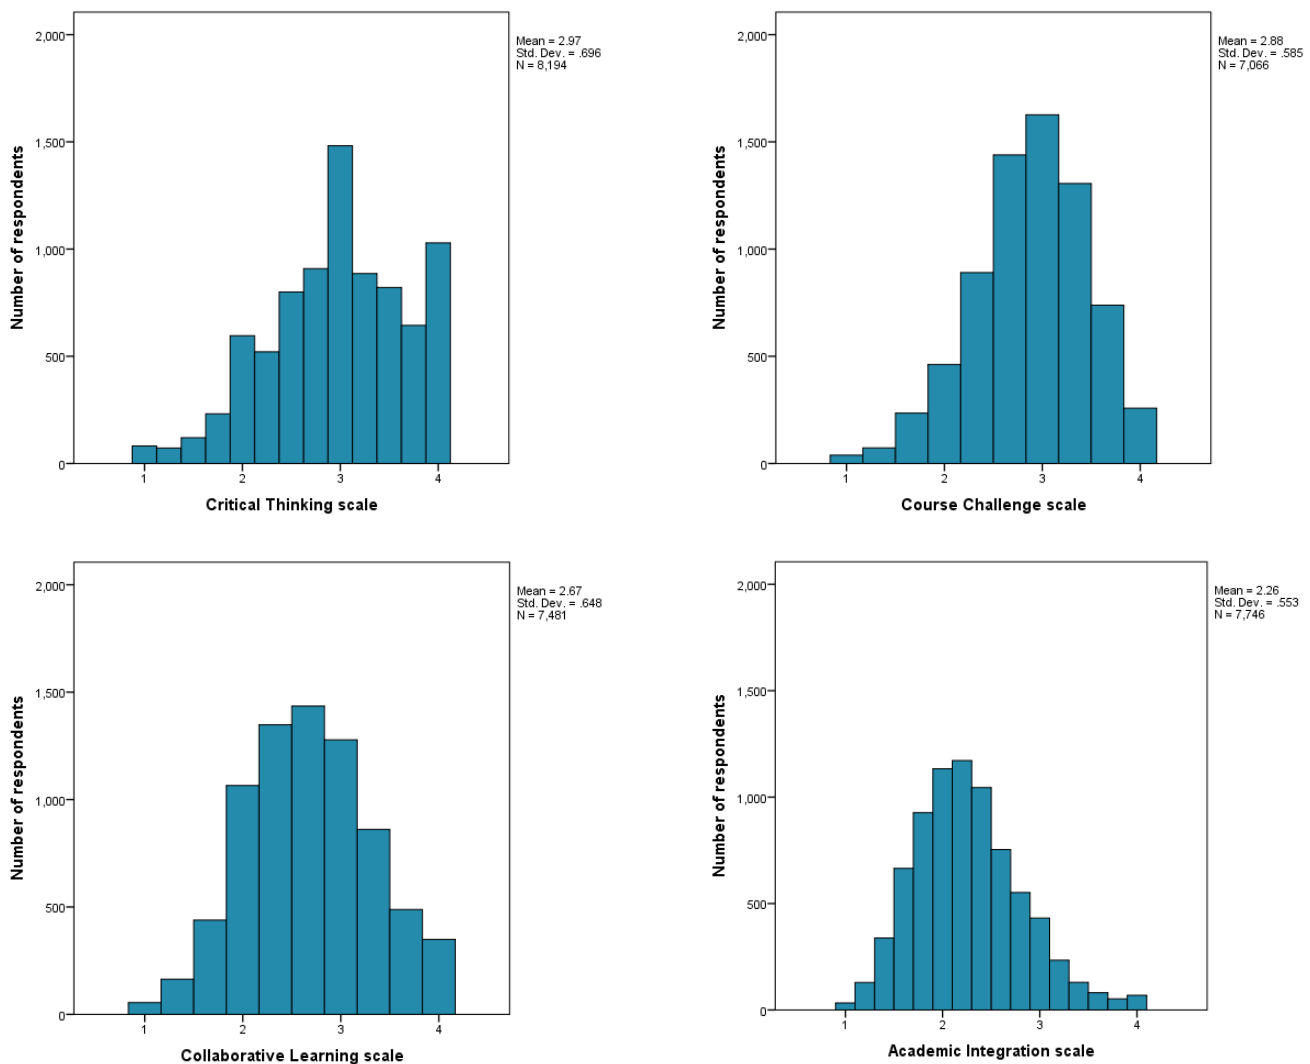 2,000
1,500
1,000
500
0
Number of respondents
1 2 3 4
Critical Thinking scale
Mean = 2.97
Std. Dev. = .696
N = 8,194
2,000
1,500
1,000
500
0
Number of respondents
1 2 3 4
Course Challenge scale
Mean = 2.88
Std. Dev. = .585
N = 7,066
2,000
1,500
1,000
500
0
Number of respondents
1 2 3 4
Collaborative Learning scale
Mean = 2.67
Std. Dev. = .648
N = 7,481
2,000
1,500
1,000
500
0
Number of respondents
1 2 3 4
Academic Integration scale
Mean = 2.26
Std. Dev. = .553
N = 7,746